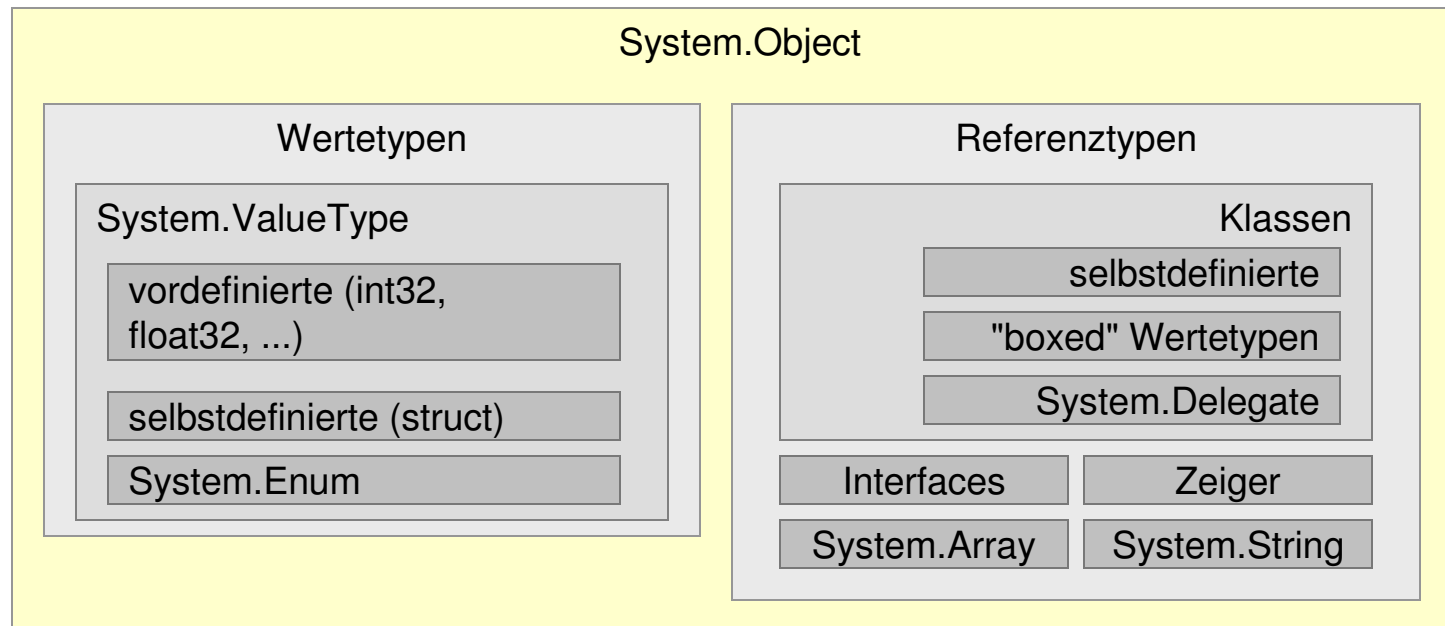 System.Object
Wertetypen
System.ValueType
vordefinierte (int32,
float32, ...)
selbstdefinierte (struct)
System.Enum
Referenztypen
Klassen
selbstdefinierte
"boxed" Wertetypen
System.Delegate
Interfaces
Zeiger
System.Array
System.String